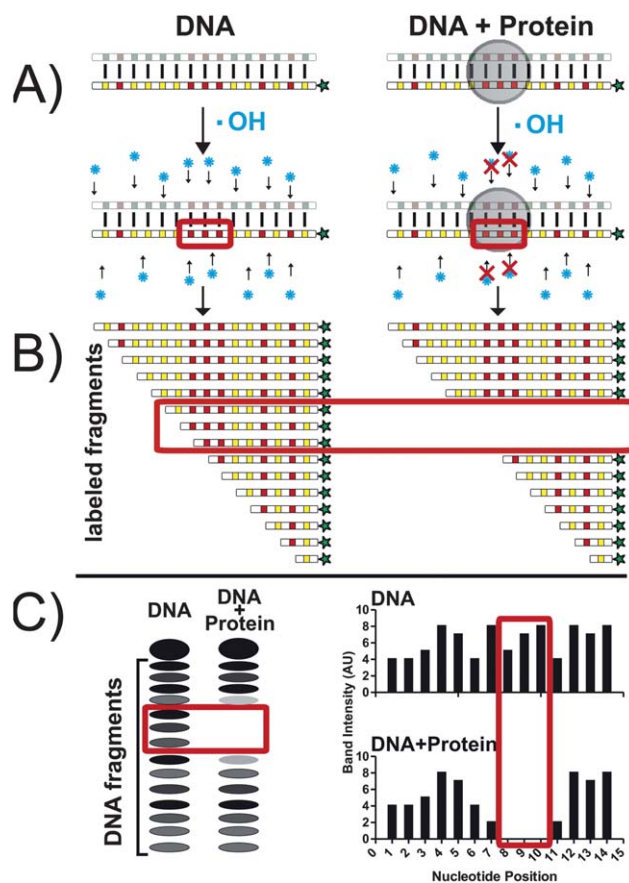 DNA
DNA + Protein
A)
· OH
· OH
B)
labeled fragments
C)
DNA
DNA
+
Protein
DNA fragments
DNA
10
8
6
4
2
0
Band Intensity (AU)
DNA+Protein
10
8
6
4
2
0
0 1 2 3 4 5 6 7 8 9 10 11 12 13 14 15
Nucleotide Position